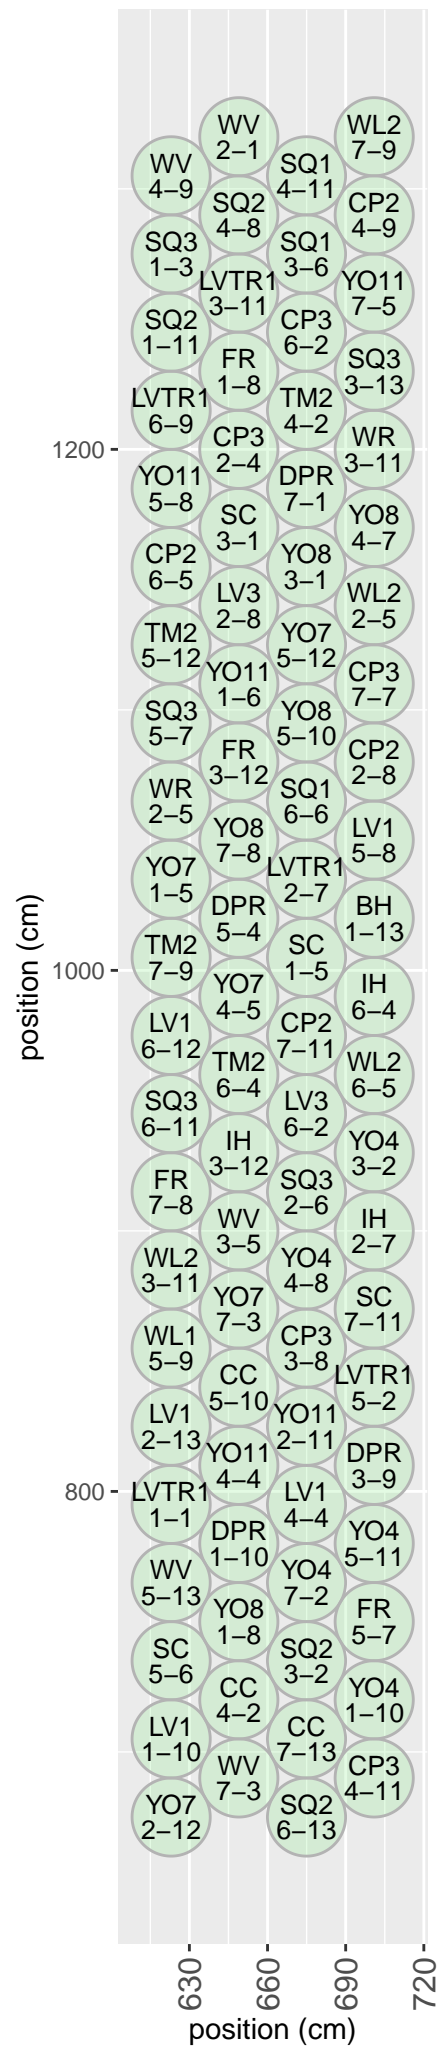 WV
2–1
WL2
7–9
WV
4–9
SQ1
4–11
SQ2
4–8
CP2
4–9
SQ3
1–3
SQ1
3–6
LVTR1
3–11
YO11
7–5
SQ2
1–11
CP3
6–2
FR
1–8
SQ3
3–13
LVTR1
6–9
TM2
4–2
CP3
2–4
WR
3–11
1200
YO11
5–8
DPR
7–1
SC
3–1
YO8
4–7
CP2
6–5
YO8
3–1
LV3
2–8
WL2
2–5
TM2
5–12
YO7
5–12
YO11
1–6
CP3
7–7
SQ3
5–7
YO8
5–10
FR
3–12
CP2
2–8
WR
2–5
SQ1
6–6
YO8
7–8
LV1
5–8
YO7
1–5
LVTR1
2–7
DPR
5–4
BH
1–13
TM2
7–9
SC
1–5
1000
YO7
4–5
IH
6–4
LV1
6–12
CP2
7–11
TM2
6–4
WL2
6–5
SQ3
6–11
LV3
6–2
IH
3–12
YO4
3–2
FR
7–8
SQ3
2–6
WV
3–5
IH
2–7
WL2
3–11
YO4
4–8
YO7
7–3
SC
7–11
WL1
5–9
CP3
3–8
CC
5–10
LVTR1
5–2
LV1
2–13
YO11
2–11
YO11
4–4
DPR
3–9
800
LVTR1
1–1
LV1
4–4
DPR
1–10
YO4
5–11
WV
5–13
YO4
7–2
YO8
1–8
FR
5–7
SC
5–6
SQ2
3–2
CC
4–2
YO4
1–10
LV1
1–10
CC
7–13
WV
7–3
CP3
4–11
YO7
2–12
SQ2
6–13
position (cm)
630
660
690
720
position (cm)